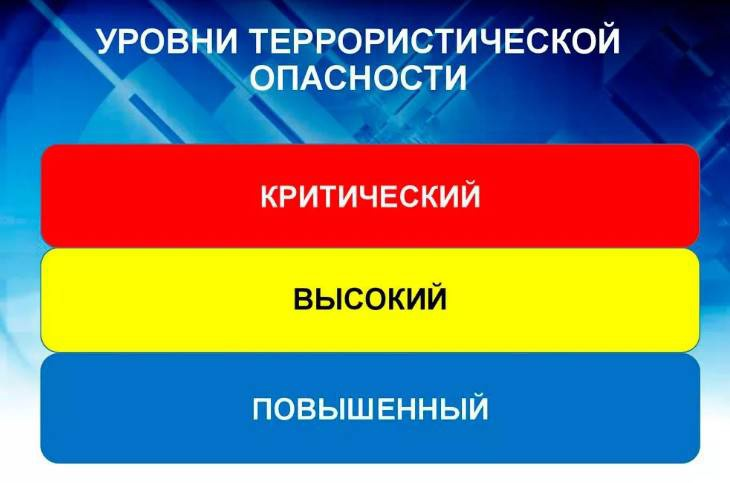 УРОВНИ ТЕРРОРИСТИЧЕСКОЙ
ОПАСНОСТИ
КРИТИЧЕСКИЙ
ВЫСОКИЙ
ПОВЫШЕННЫЙ